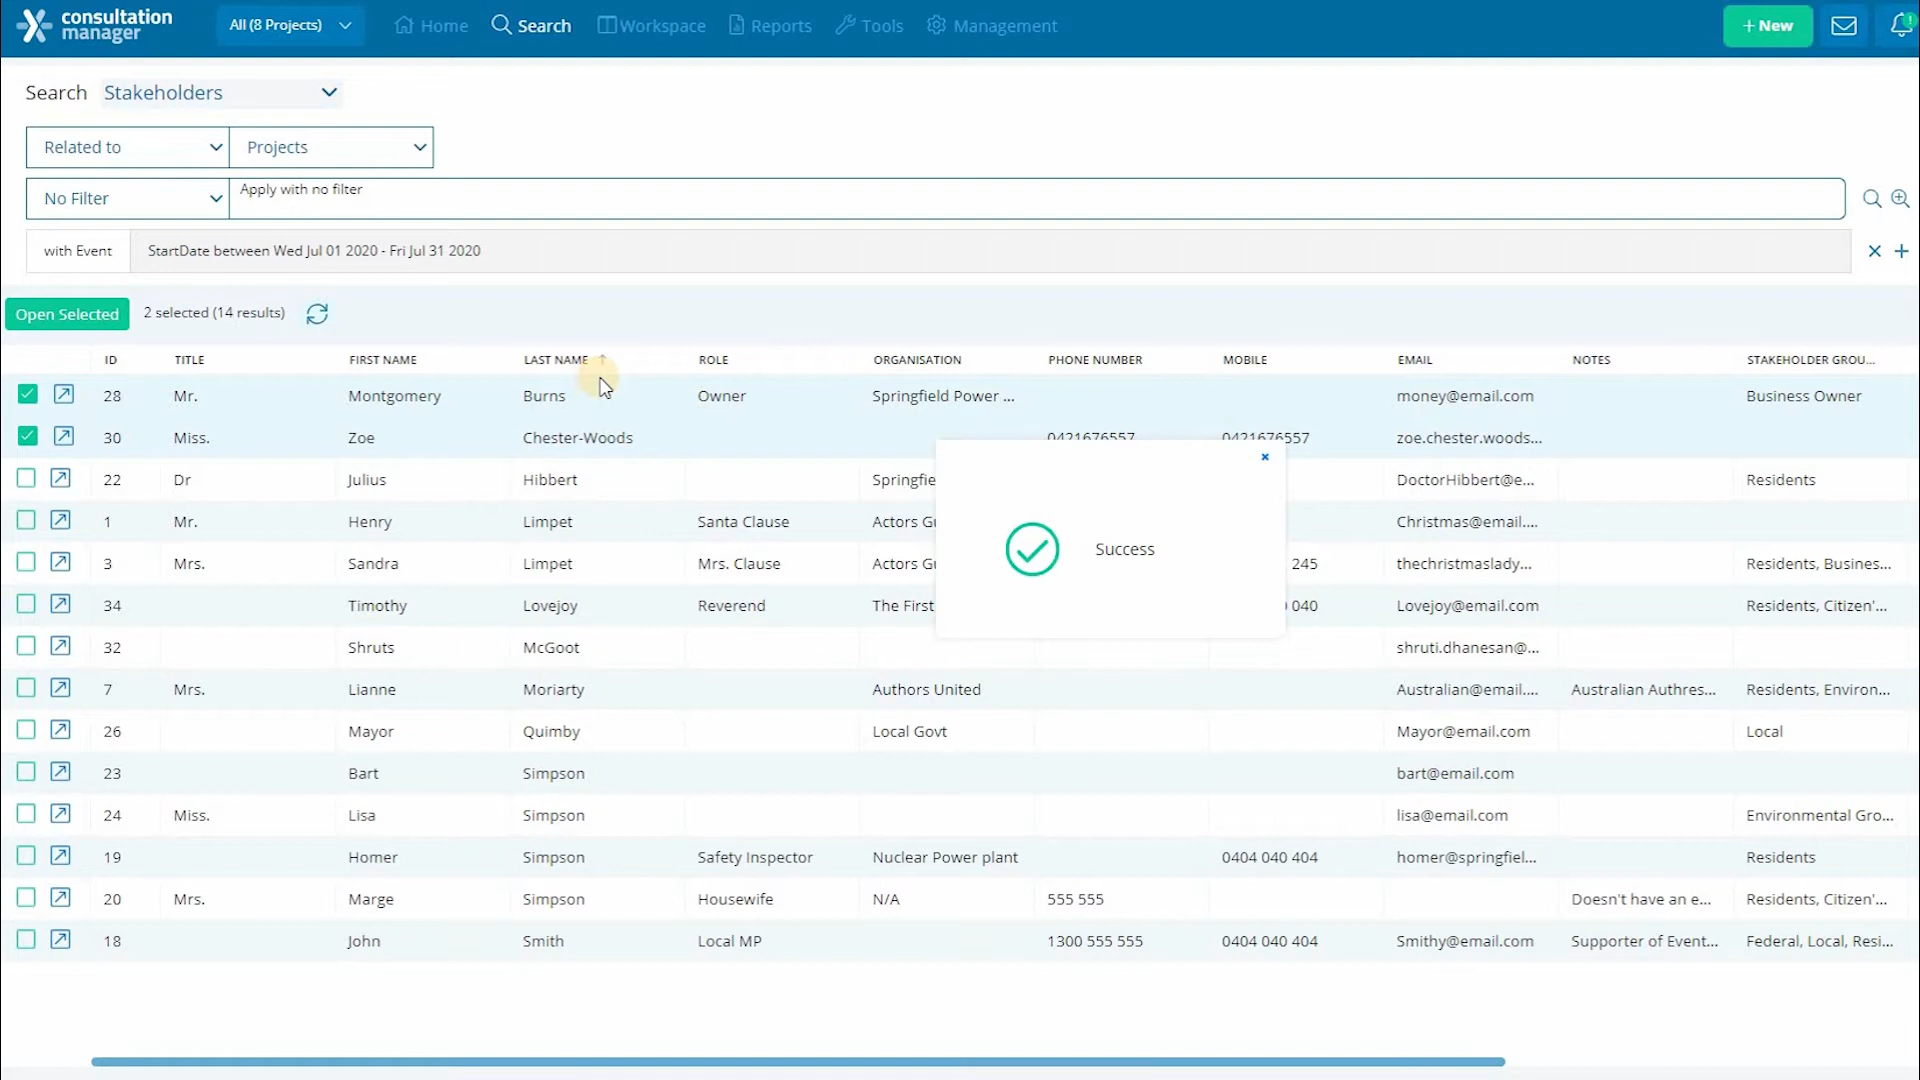 consultation
manager
All (8 Projects)
Home
Search
Workspace
Reports
Tools
Management
+ New
Search Stakeholders
Related to
Projects
No Filter
Apply with no filter
with Event
StartDate between Wed Jul 01 2020 - Fri Jul 31 2020
Open Selected
2 selected (14 results)
ID TITLE FIRST NAME LAST NAME ROLE ORGANISATION PHONE NUMBER MOBILE EMAIL NOTES STAKEHOLDER GROU...
28 Mr. Montgomery Burns Owner Springfield Power ... money@email.com Business Owner
30 Miss. Zoe Chester-Woods 0421676557 0421676557 zoe.chester.woods...
22 Dr Julius Hibbert Springfie DoctorHibbert@e... Residents
1 Mr. Henry Limpet Santa Clause Actors Gu Christmas@email....
3 Mrs. Sandra Limpet Mrs. Clause Actors Gu 245 thechristmaslady... Residents, Busines...
34 Timothy Lovejoy Reverend The First 040 Lovejoy@email.com Residents, Citizen'...
32 Shruts McGoot shruti.dhanesan@...
7 Mrs. Lianne Moriarty Authors United Australian@email.... Australian Authres... Residents, Environ...
26 Mayor Quimby Local Govt Mayor@email.com Local
23 Bart Simpson bart@email.com
24 Miss. Lisa Simpson lisa@email.com Environmental Gro...
19 Homer Simpson Safety Inspector Nuclear Power plant 0404 040 404 homer@springfiel... Residents
20 Mrs. Marge Simpson Housewife N/A 555 555 Doesn't have an e... Residents, Citizen'...
18 John Smith Local MP 1300 555 555 0404 040 404 Smithy@email.com Supporter of Event... Federal, Local, Resi...
Success